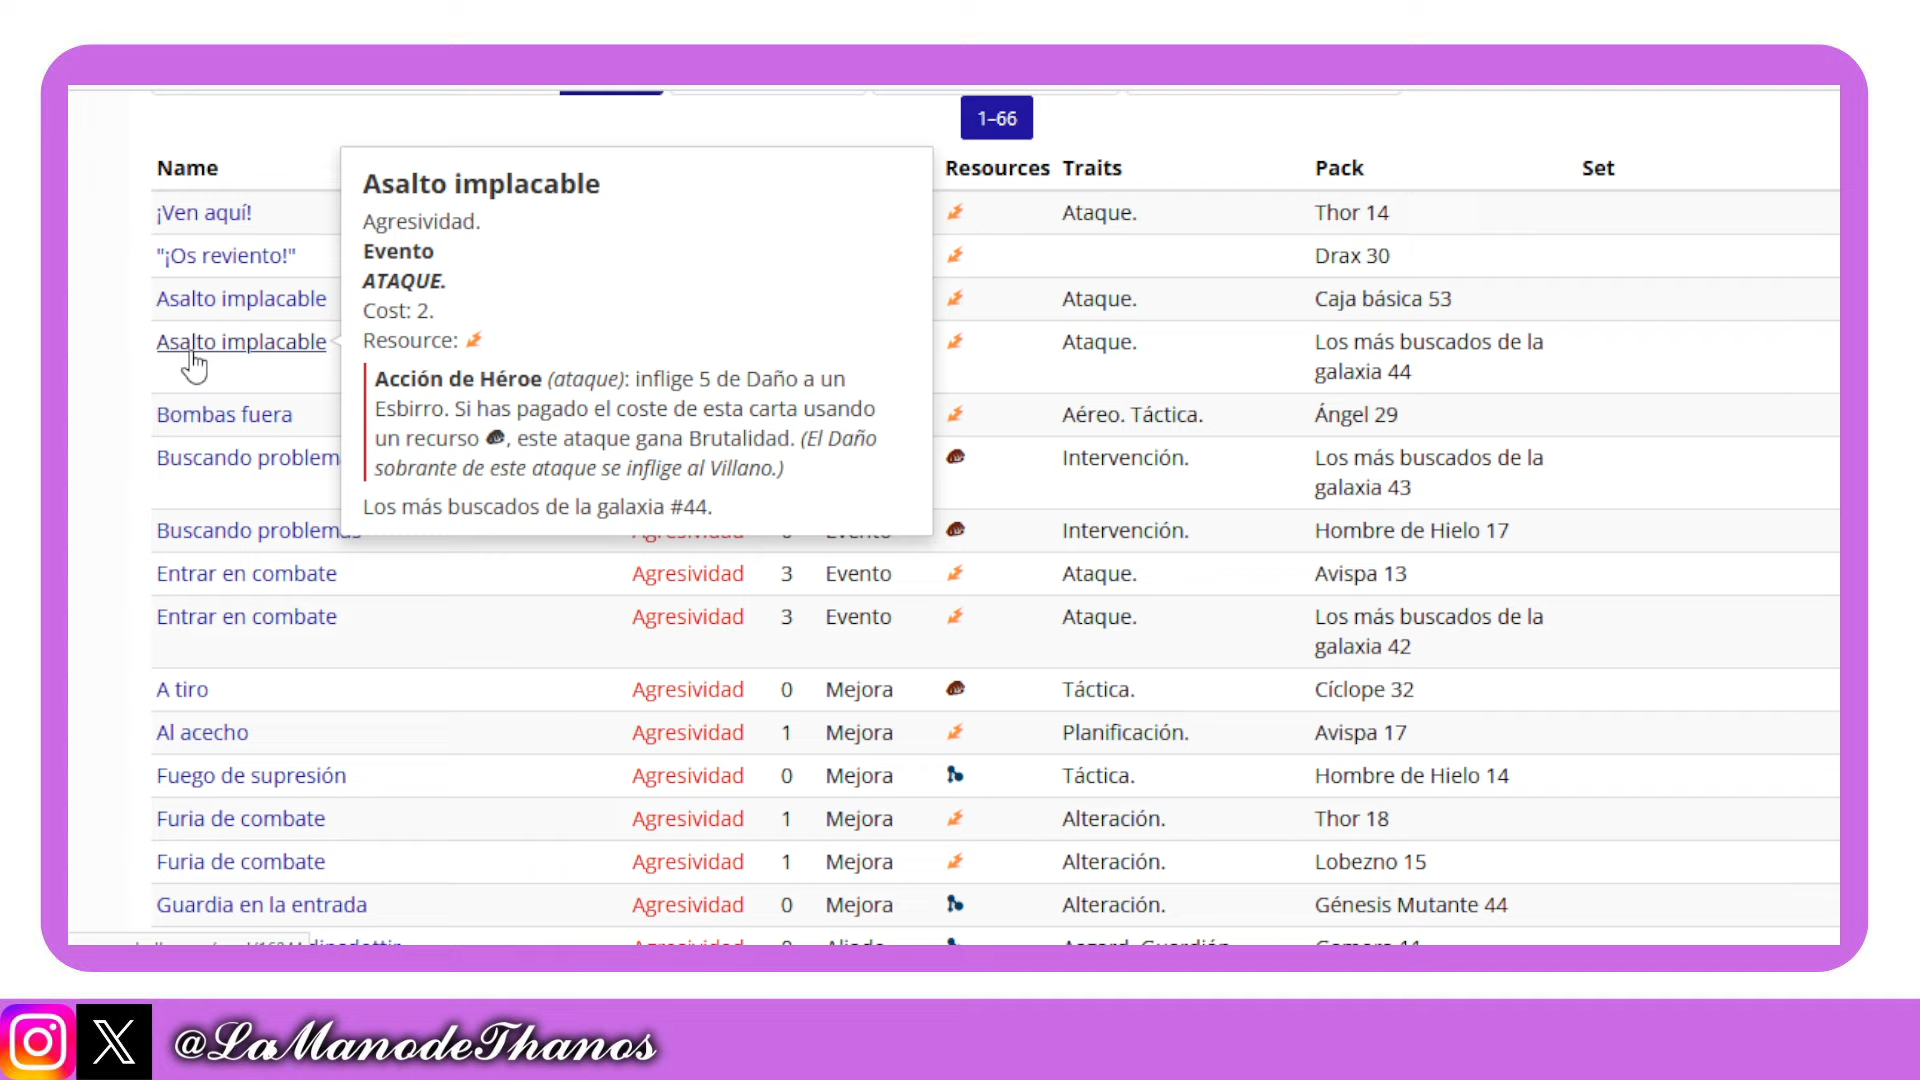 1–66
Name Resources Traits Pack Set
¡Ven aquí! Ataque. Thor 14
"¡Os reviento!" Drax 30
Asalto implacable Ataque. Caja básica 53
Asalto implacable Ataque. Los más buscados de la
galaxia 44
Bombas fuera Aéreo. Táctica. Ángel 29
Buscando problem Intervención. Los más buscados de la
galaxia 43
Asalto implacable
Agresividad.
Evento
ATAQUE.
Cost: 2.
Resource:
Acción de Héroe (ataque): inflige 5 de Daño a un
Esbirro. Si has pagado el coste de esta carta usando
un recurso , este ataque gana Brutalidad. (El Daño
sobrante de este ataque se inflige al Villano.)
Los más buscados de la galaxia #44.
Buscando problemas Agresividad 0 Evento Intervención. Hombre de Hielo 17
Entrar en combate Agresividad 3 Evento Ataque. Avispa 13
Entrar en combate Agresividad 3 Evento Ataque. Los más buscados de la
galaxia 42
A tiro Agresividad 0 Mejora Táctica. Cíclope 32
Al acecho Agresividad 1 Mejora Planificación. Avispa 17
Fuego de supresión Agresividad 0 Mejora Táctica. Hombre de Hielo 14
Furia de combate Agresividad 1 Mejora Alteración. Thor 18
Furia de combate Agresividad 1 Mejora Alteración. Lobezno 15
Guardia en la entrada Agresividad 0 Mejora Alteración. Génesis Mutante 44
@LaManodeThanos